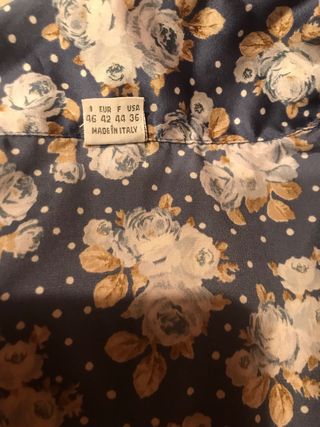 I EUR F USA
46 42 44 36
MADE IN ITALY